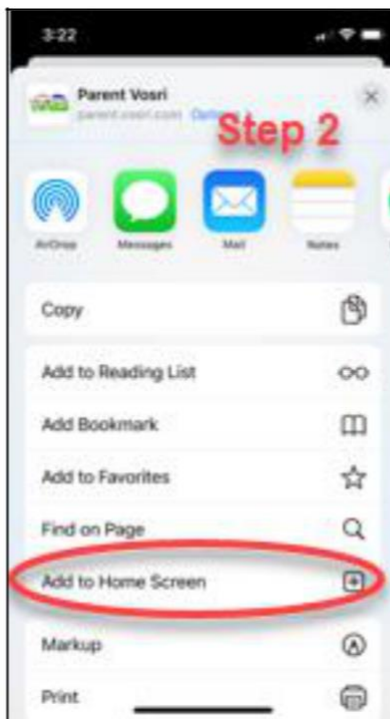 3:22
Parent Vosri
parent.vosri.com
Step 2
AirDrop Messages Mail Notes
Copy
Add to Reading List
Add Bookmark
Add to Favorites
Find on Page
Add to Home Screen
Markup
Print